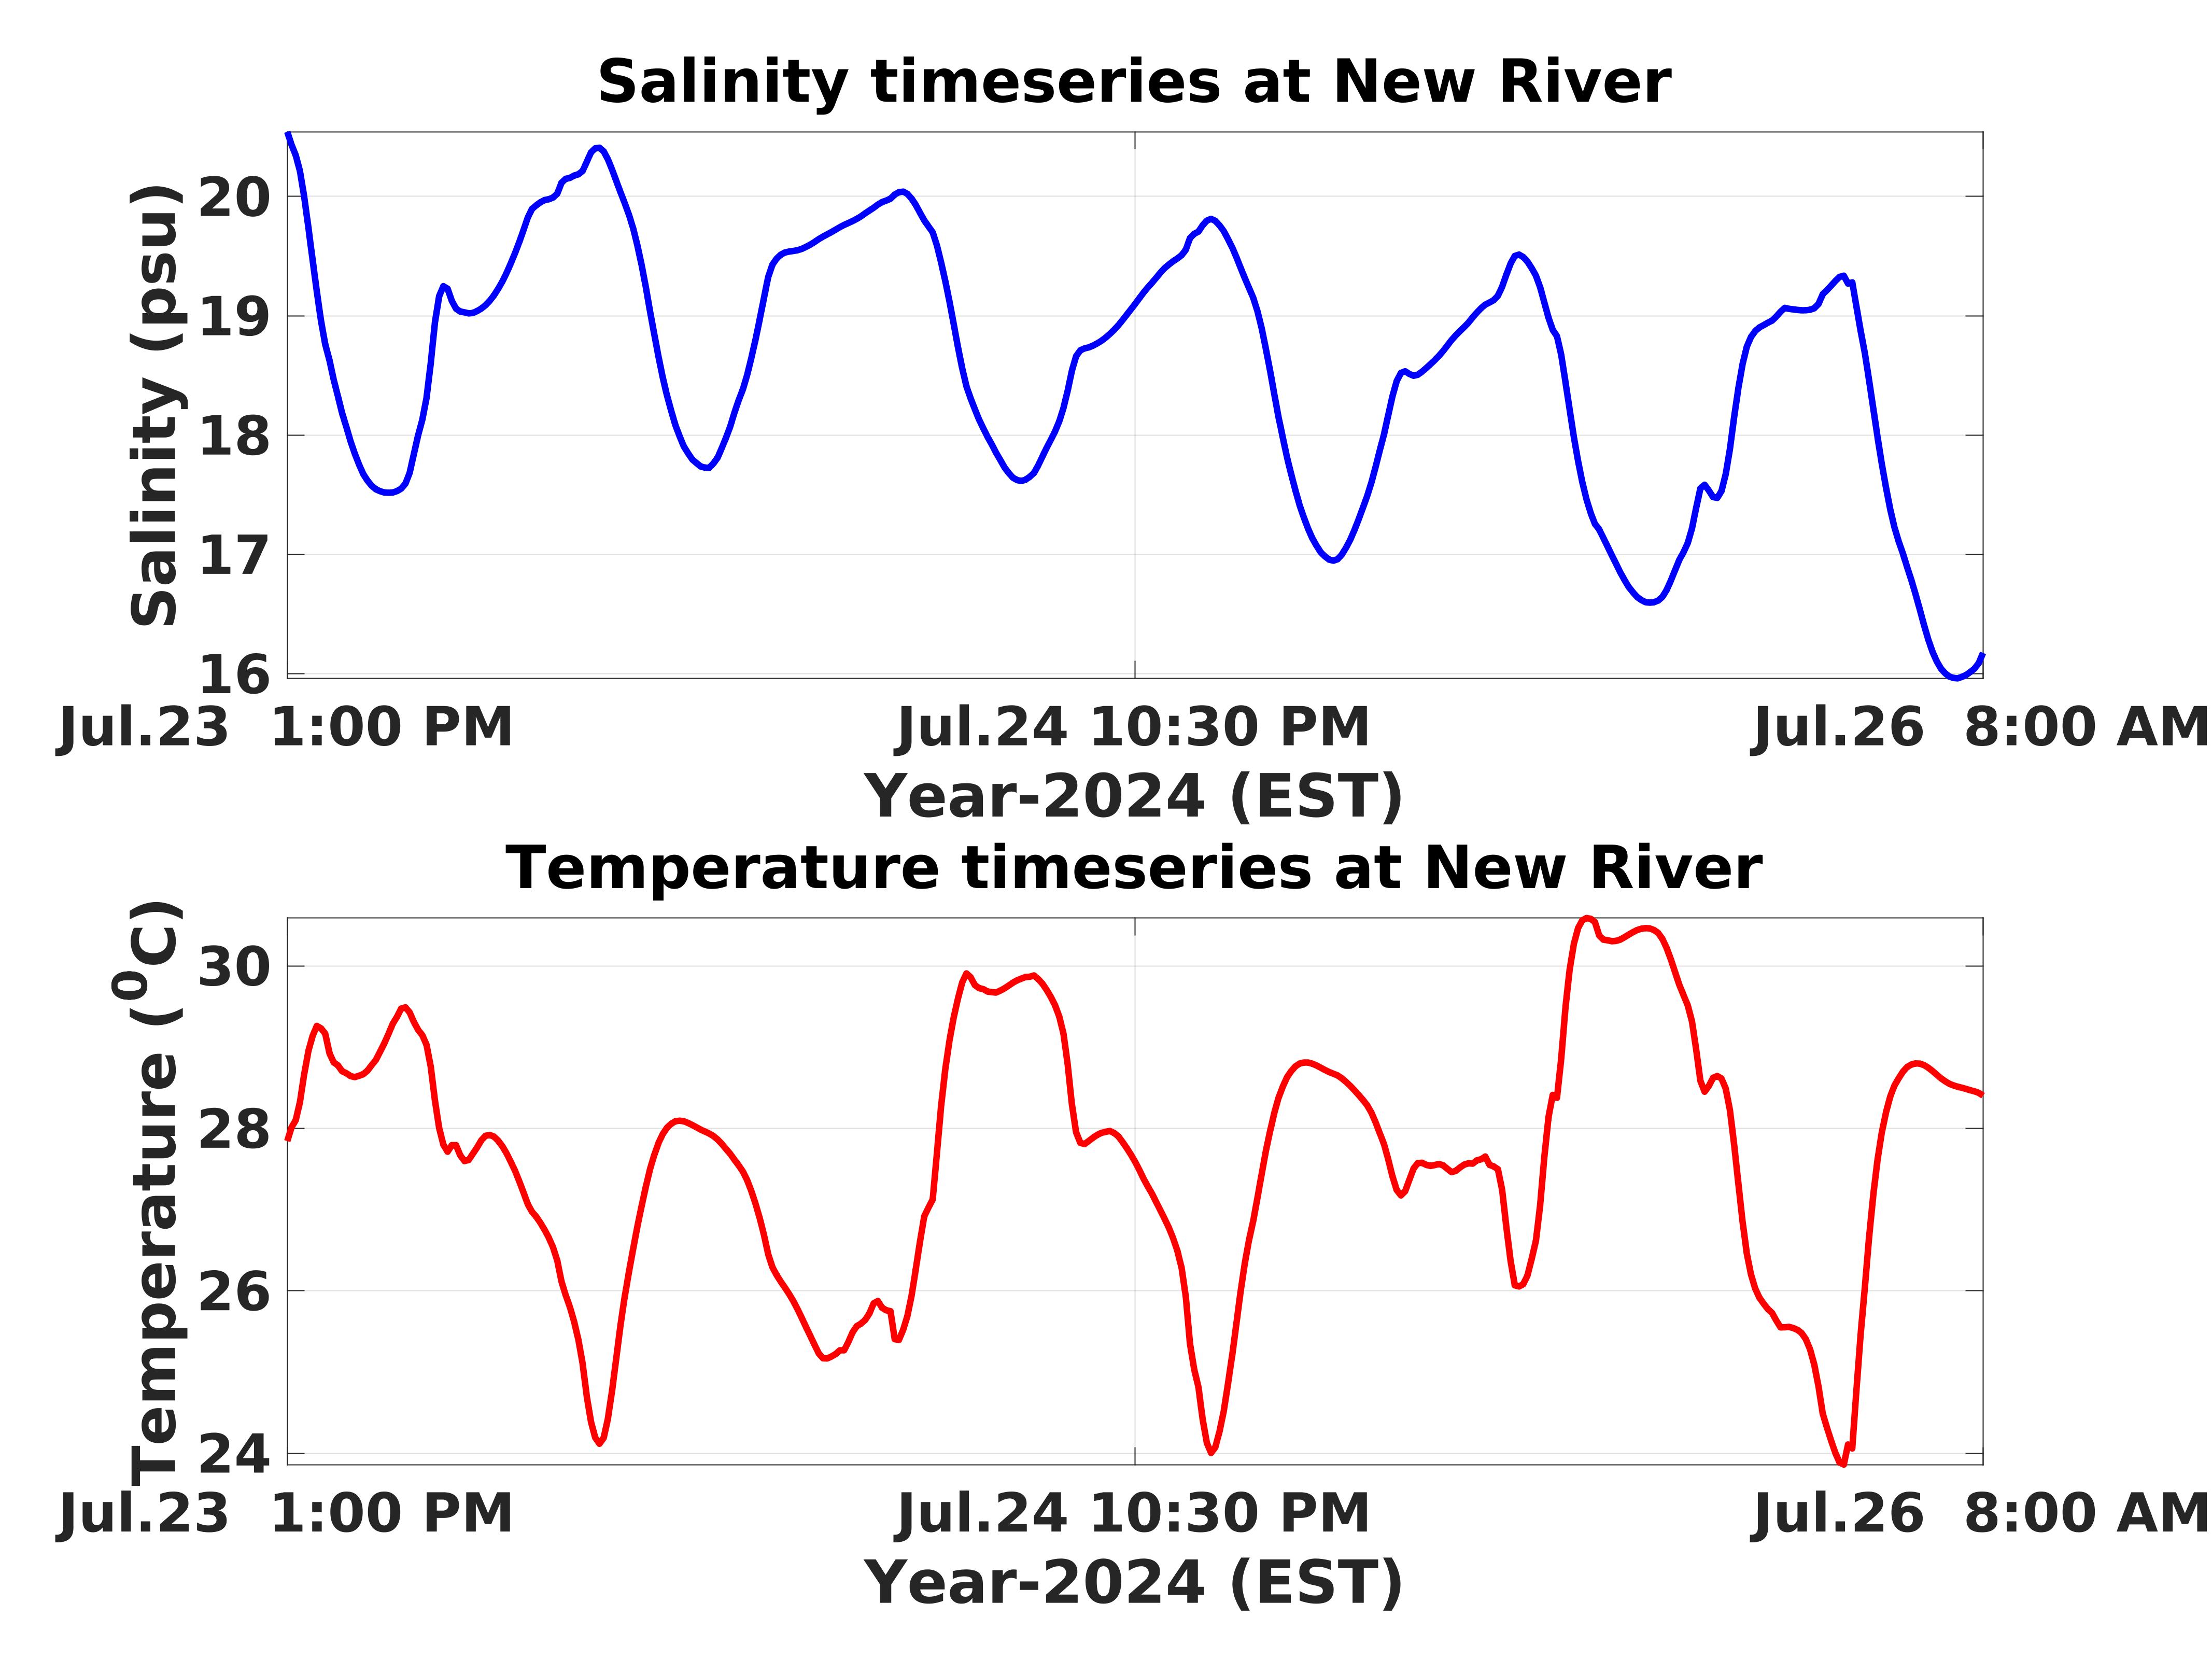 Salinity timeseries at New River
Salinity (psu)
20
19
18
17
16
Jul.23  1:00 PM
Jul.24 10:30 PM
Jul.26  8:00 AM
Year-2024 (EST)
Temperature timeseries at New River
Temperature (⁰C)
30
28
26
24
Jul.23  1:00 PM
Jul.24 10:30 PM
Jul.26  8:00 AM
Year-2024 (EST)